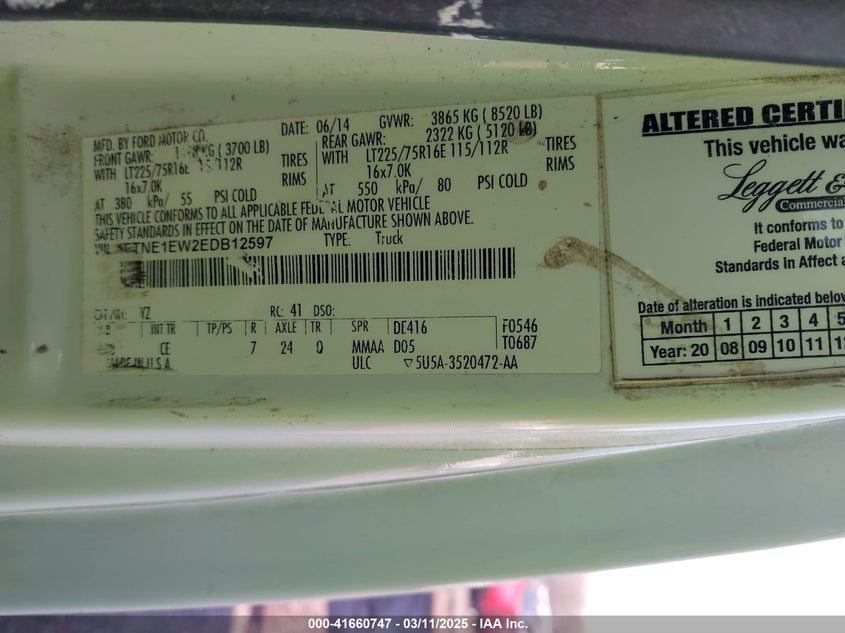 MFD. BY FORD MOTOR CO.
DATE: 06/14
GVWR: 3865 KG ( 8520 LB)
FRONT GAWR: ( 3700 LB)
REAR GAWR: 2322 KG ( 5120 LB)
WITH LT225/75R16E 115/112R TIRES
WITH LT225/75R16E 115/112R TIRES
16x7.0K RIMS
16x7.0K RIMS
AT 380 kPa/ 55 PSI COLD
AT 550 kPa/ 80 PSI COLD
THIS VEHICLE CONFORMS TO ALL APPLICABLE FEDERAL MOTOR VEHICLE
SAFETY STANDARDS IN EFFECT ON THE DATE OF MANUFACTURE SHOWN ABOVE.
TNE1EW2EDB12597
TYPE: Truck
YZ
RC: 41 DSO:
INT TR TP/PS R AXLE TR SPR DE416 F0546
CE 7 24 Q MMAA D05 T0687
MADE IN U.S.A.
ULC ▽5U5A-3520472-AA
ALTERED CERTI
This vehicle wa
Leggett &
Commercial
It conforms to
Federal Motor
Standards In Affect a
Date of alteration is indicated below
Month 1 2 3 4 5
Year: 20 08 09 10 11 1
000-41660747 / 03/11/2025 — IAA Inc.